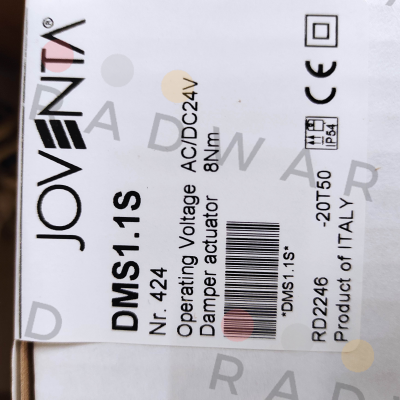 JOVENTA®
DMS1.1S
Nr. 424
Operating Voltage AC/DC24V
Damper actuator 8Nm
*DMS1.1S*
RD2246 -20T50
Product of ITALY
IP54
CE
RADWAR
D RADWAR